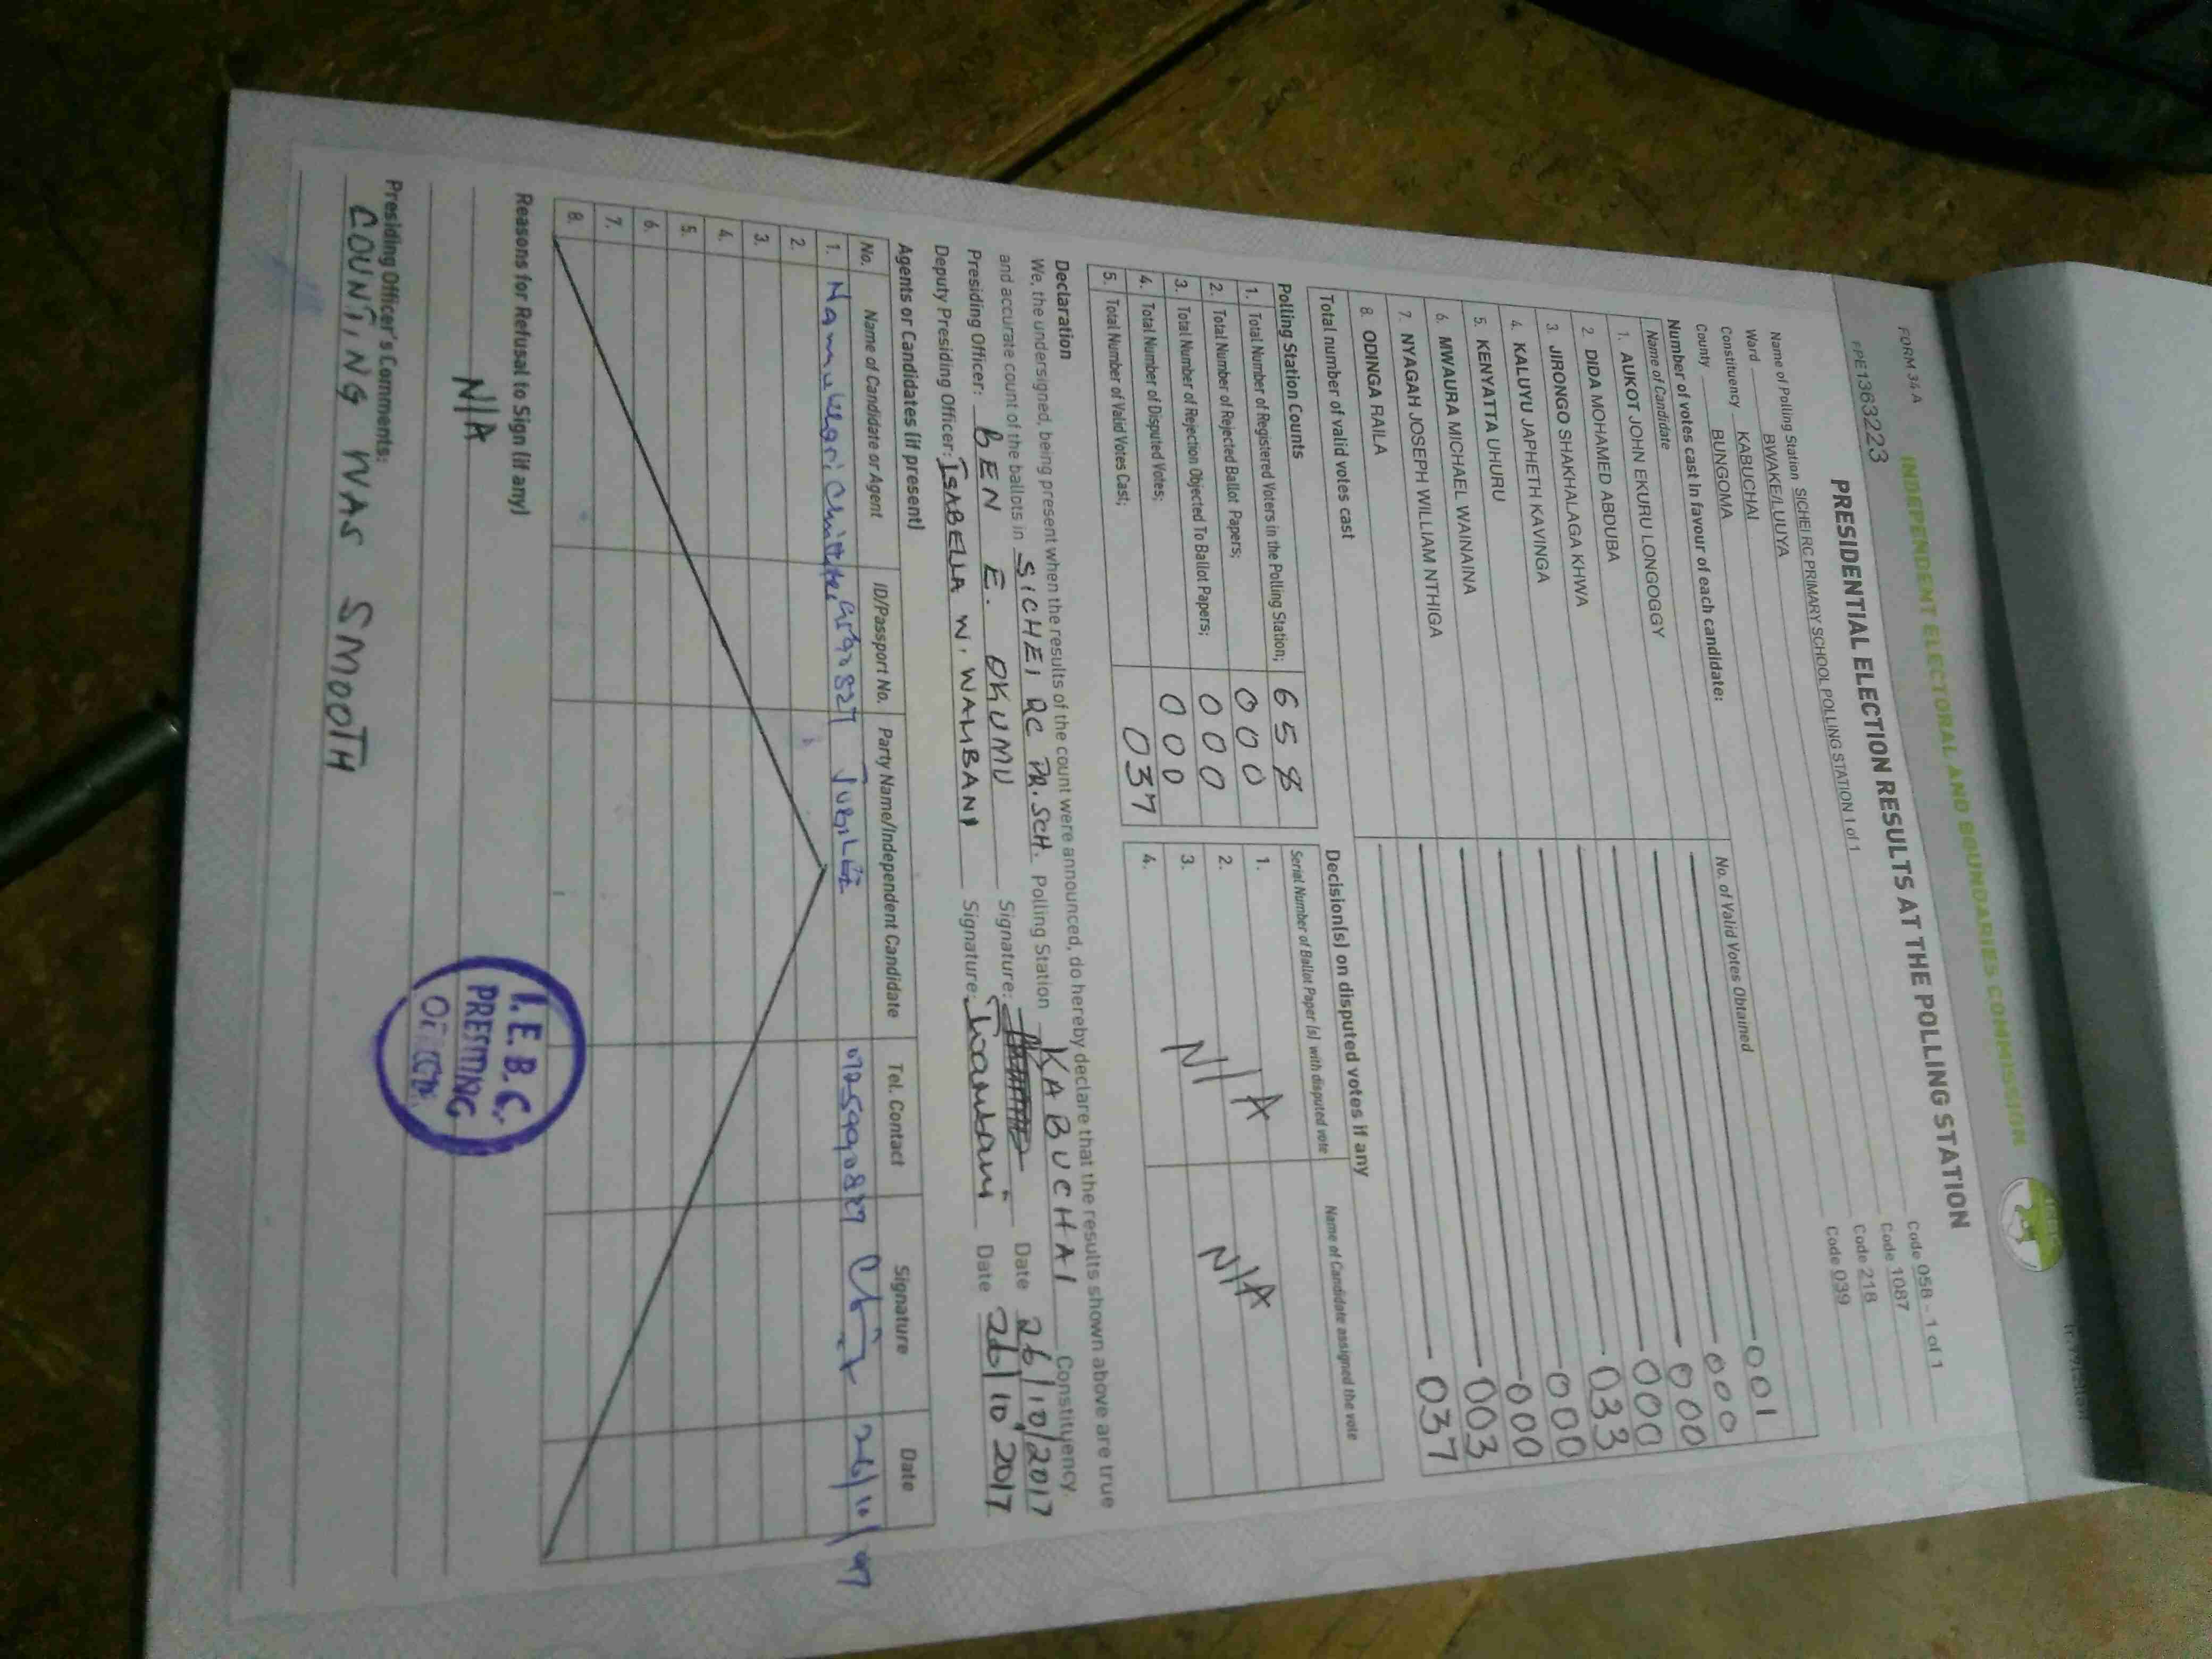 INDEPENDENT ELECTORAL AND BOUNDARIES COMMISSION
FORM 34A
PRESIDENTIAL ELECTION RESULTS AT THE POLLING STATION
PE1363223
Name of Polling Station SICHEI RC PRIMARY SCHOOL POLLING STATION 1 of 1 Code 058 - 1 of 1
Ward BWAKE/LUUYA Code 1087
Constituency KABUCHAI Code 218
County BUNGOMA Code 039
Number of votes cast in favour of each candidate:
Name of Candidate No. of Valid Votes Obtained
1. AUKOT JOHN EKURU LONGOGGY 001
2. DIDA MOHAMED ABDUBA 000
3. JIRONGO SHAKHALAGA KHWA 000
4. KALUYU JAPHETH KAVINGA 000
5. KENYATTA UHURU 033
6. MWAURA MICHAEL WAINAINA 000
7. NYAGAH JOSEPH WILLIAM NTHIGA 000
8. ODINGA RAILA 003
Total number of valid votes cast 037
Polling Station Counts
1. Total Number of Registered Voters in the Polling Station; 658
2. Total Number of Rejected Ballot Papers; 000
3. Total Number of Rejection Objected To Ballot Papers; 000
4. Total Number of Disputed Votes; 000
5. Total Number of Valid Votes Cast; 037
Decision(s) on disputed votes if any
Serial Number of Ballot Paper (s) with disputed vote Name of Candidate assigned the vote
1.
2. N/A N/A
3.
4.
Declaration
We, the undersigned, being present when the results of the count were announced, do hereby declare that the results shown above are true
and accurate count of the ballots in SICHEI RC PR. SCH. Polling Station KABUCHAI Constituency.
Presiding Officer: BEN E. OKUMU Signature: Date 26/10/2017
Deputy Presiding Officer: ISABELLA W. WAMBANI Signature: Wambani Date 26/10/2017
Agents or Candidates (if present)
No. Name of Candidate or Agent ID/Passport No. Party Name/Independent Candidate Tel. Contact Signature Date
1. JUBILEE 26/10/
2.
3.
4.
5.
6.
7.
8.
Reasons for Refusal to Sign (if any)
N/A
I.E.B.C.
PRESIDING
OFFICER
Presiding Officer's Comments:
COUNTING WAS SMOOTH